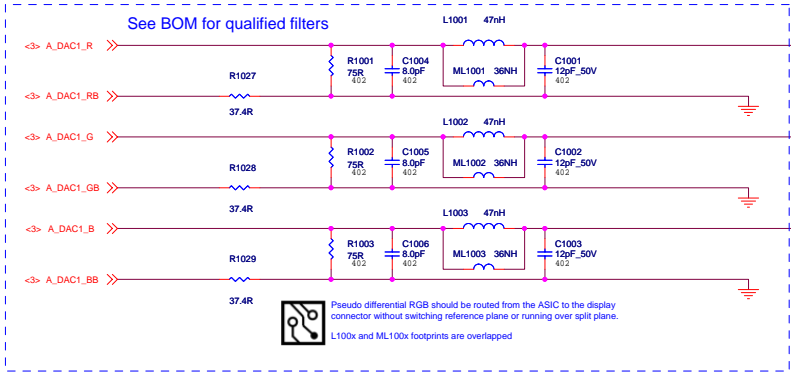 See BOM for qualified filters
L1001 47nH
<3> A_DAC1_R
R1001
75R
402
C1004
8.0pF
402
ML1001 36NH
C1001
12pF_50V
402
R1027
<3> A_DAC1_RB
37.4R
L1002 47nH
<3> A_DAC1_G
R1002
75R
402
C1005
8.0pF
402
ML1002 36NH
C1002
12pF_50V
402
R1028
<3> A_DAC1_GB
37.4R
L1003 47nH
<3> A_DAC1_B
R1003
75R
402
C1006
8.0pF
402
ML1003 36NH
C1003
12pF_50V
402
R1029
<3> A_DAC1_BB
37.4R
Pseudo differential RGB should be routed from the ASIC to the display
connector without switching reference plane or running over split plane.
L100x and ML100x footprints are overlapped